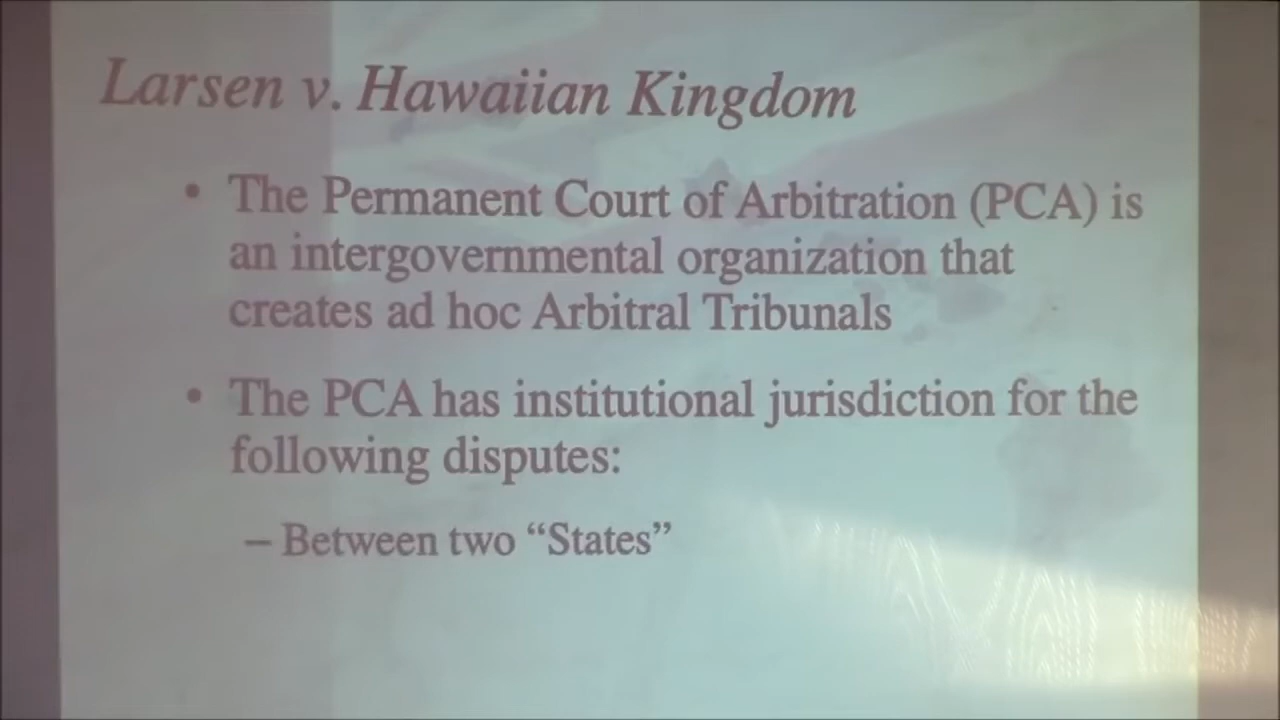 Larsen v. Hawaiian Kingdom
• The Permanent Court of Arbitration (PCA) is
an intergovernmental organization that
creates ad hoc Arbitral Tribunals
• The PCA has institutional jurisdiction for the
following disputes:
– Between two “States”